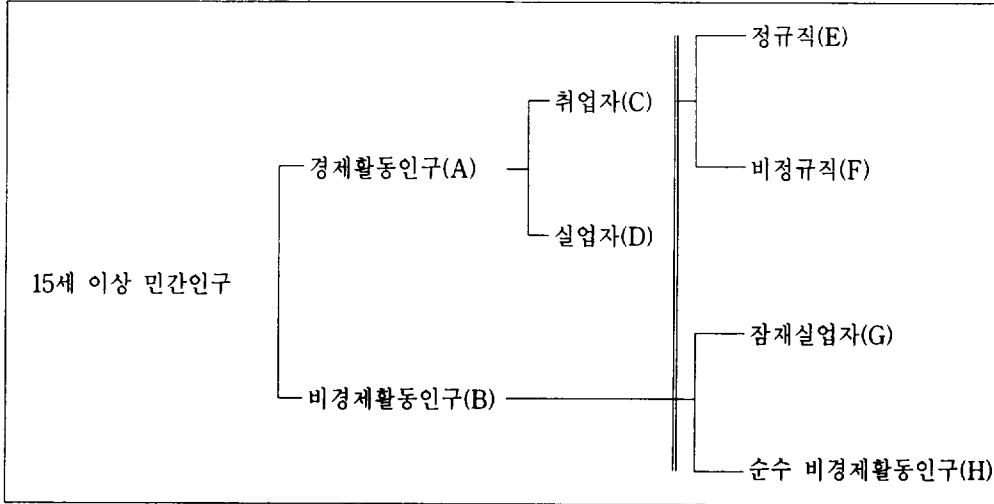 정규직(E)
취업자(C)
경제활동인구(A)
비정규직(F)
실업자(D)
15세 이상 민간인구
잠재실업자(G)
비경제활동인구(B)
순수 비경제활동인구(H)